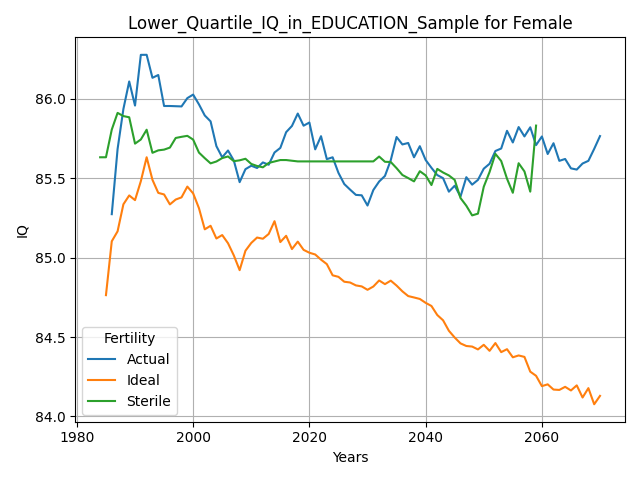 Lower_Quartile_IQ_in_EDUCATION_Sample for Female
IQ
86.0
85.5
85.0
84.5
84.0
Fertility
Actual
Ideal
Sterile
1980 2000 2020 2040 2060
Years